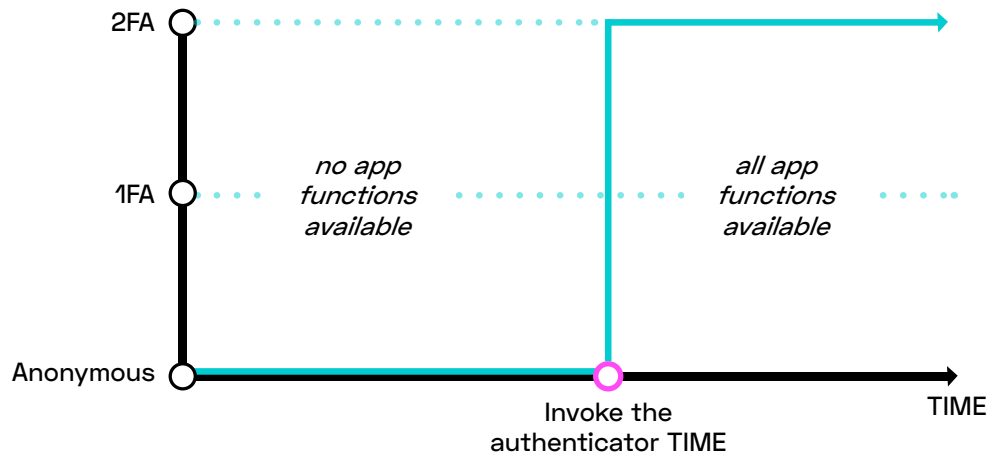 2FA
no app
functions
available
all app
functions
available
1FA
Anonymous
TIME
Invoke the
authenticator TIME